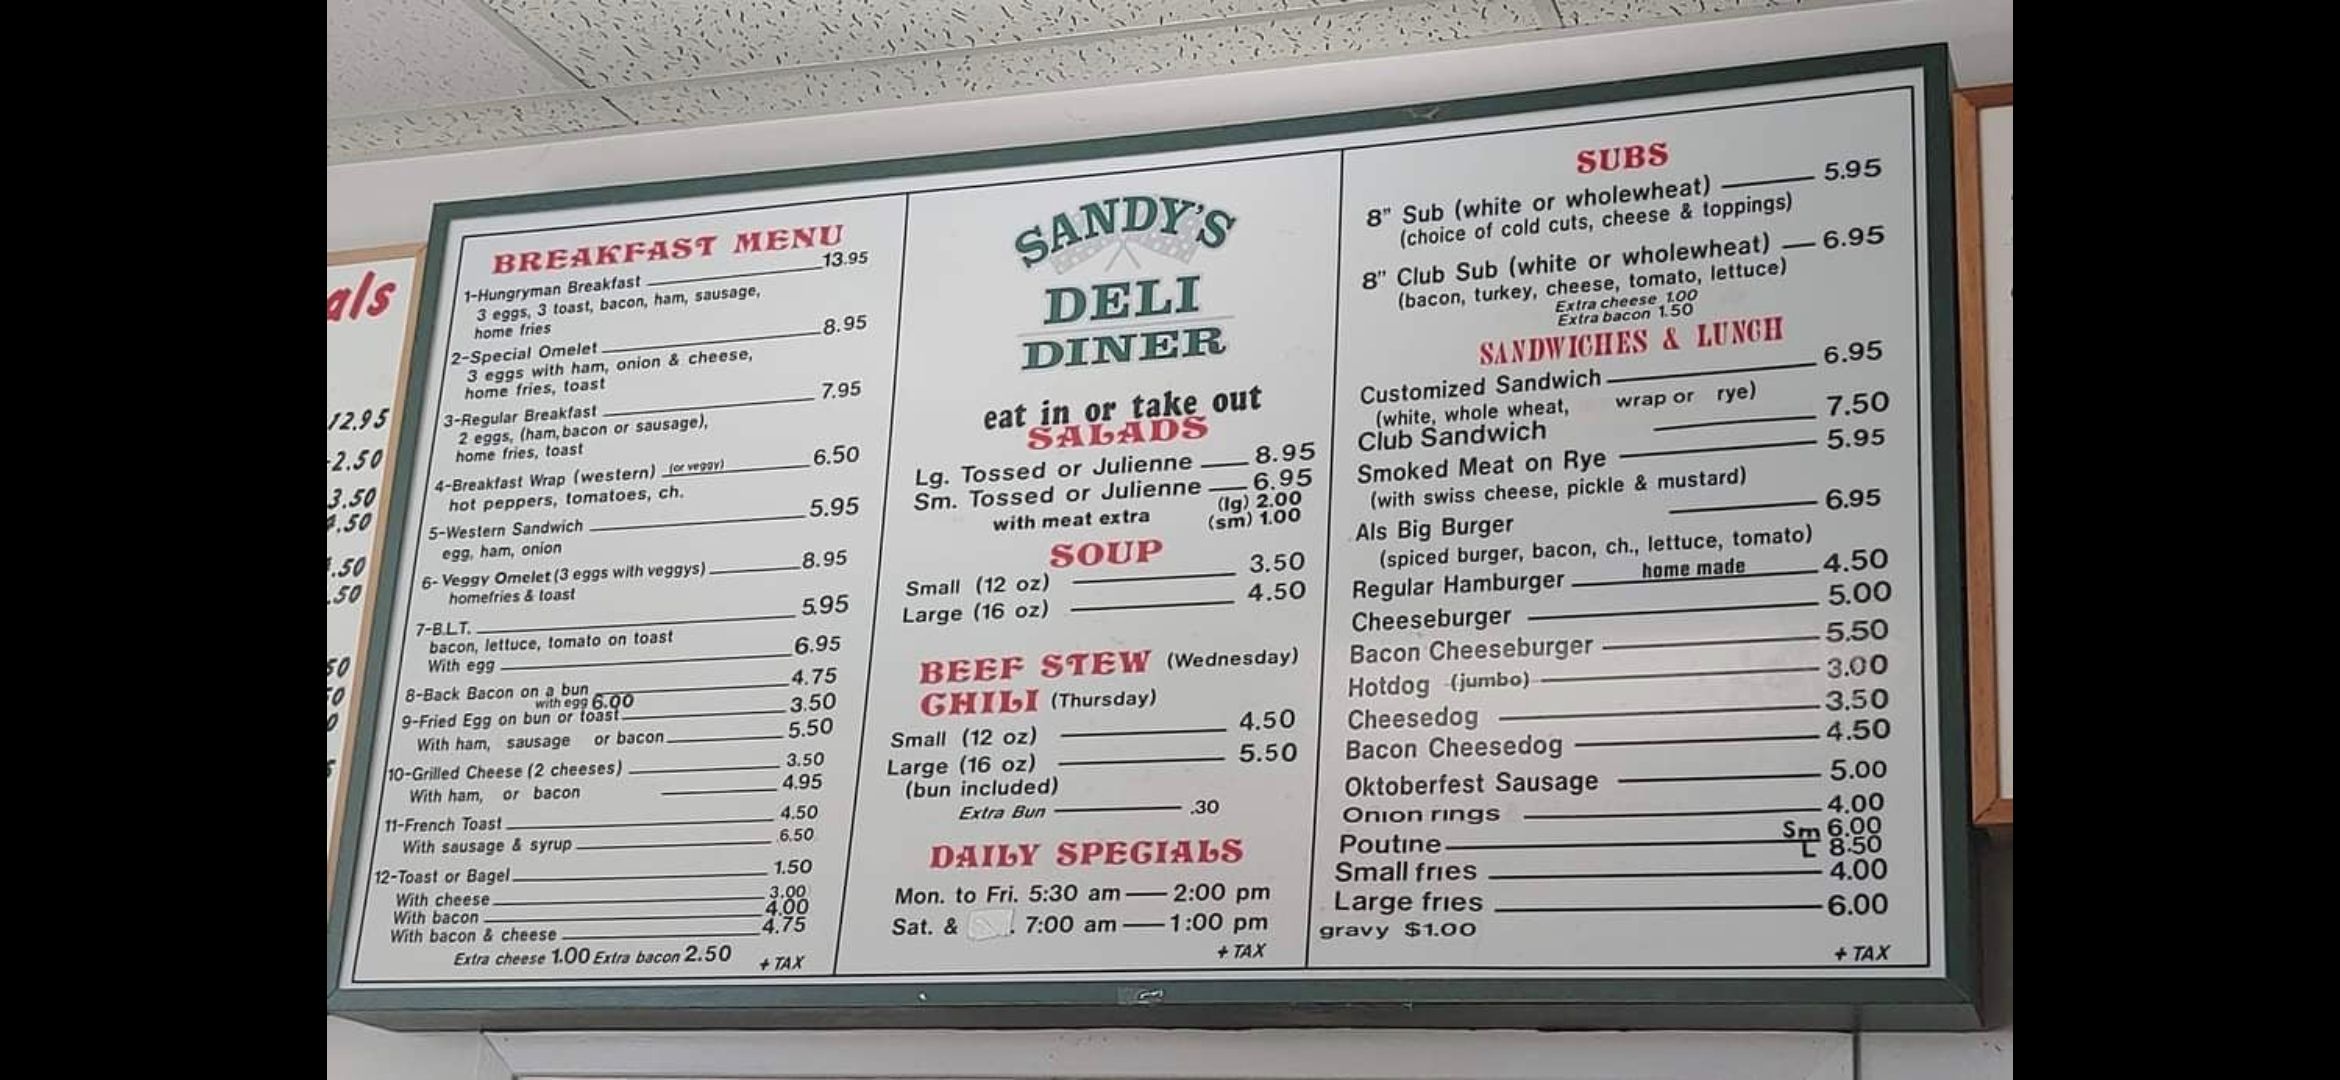 als
12.95
2.50
3.50
.50
.50
.50
50
0
0
BREAKFAST MENU
1-Hungryman Breakfast 13.95
3 eggs, 3 toast, bacon, ham, sausage,
home fries
2-Special Omelet 8.95
3 eggs with ham, onion & cheese,
home fries, toast
3-Regular Breakfast 7.95
2 eggs, (ham, bacon or sausage),
home fries, toast
4-Breakfast Wrap (western) (or veggy) 6.50
hot peppers, tomatoes, ch.
5-Western Sandwich 5.95
egg, ham, onion
6- Veggy Omelet (3 eggs with veggys) 8.95
homefries & toast
7-B.L.T. 5.95
bacon, lettuce, tomato on toast
With egg 6.95
8-Back Bacon on a bun 4.75
with egg 6.00
9-Fried Egg on bun or toast 3.50
With ham, sausage or bacon 5.50
10-Grilled Cheese (2 cheeses) 3.50
With ham, or bacon 4.95
11-French Toast 4.50
With sausage & syrup 6.50
12-Toast or Bagel 1.50
With cheese 3.00
With bacon 4.00
With bacon & cheese 4.75
Extra cheese 1.00 Extra bacon 2.50 + TAX
SANDY'S
DELI
DINER
eat in or take out
SALADS
Lg. Tossed or Julienne 8.95
Sm. Tossed or Julienne 6.95
with meat extra (lg) 2.00
(sm) 1.00
SOUP
Small (12 oz) 3.50
Large (16 oz) 4.50
BEEF STEW (Wednesday)
CHILI (Thursday)
Small (12 oz) 4.50
Large (16 oz) 5.50
(bun included)
Extra Bun .30
DAILY SPECIALS
Mon. to Fri. 5:30 am — 2:00 pm
Sat. & . 7:00 am — 1:00 pm
+ TAX
SUBS
8" Sub (white or wholewheat) 5.95
(choice of cold cuts, cheese & toppings)
8" Club Sub (white or wholewheat) 6.95
(bacon, turkey, cheese, tomato, lettuce)
Extra cheese 1.00
Extra bacon 1.50
SANDWICHES & LUNCH
Customized Sandwich 6.95
(white, whole wheat, wrap or rye)
Club Sandwich 7.50
Smoked Meat on Rye 5.95
(with swiss cheese, pickle & mustard)
Als Big Burger 6.95
(spiced burger, bacon, ch., lettuce, tomato)
Regular Hamburger home made 4.50
Cheeseburger 5.00
Bacon Cheeseburger 5.50
Hotdog (jumbo) 3.00
Cheesedog 3.50
Bacon Cheesedog 4.50
Oktoberfest Sausage 5.00
Onion rings 4.00
Poutine Sm 6.00
L 8.50
Small fries 4.00
Large fries 6.00
gravy $1.00
+ TAX